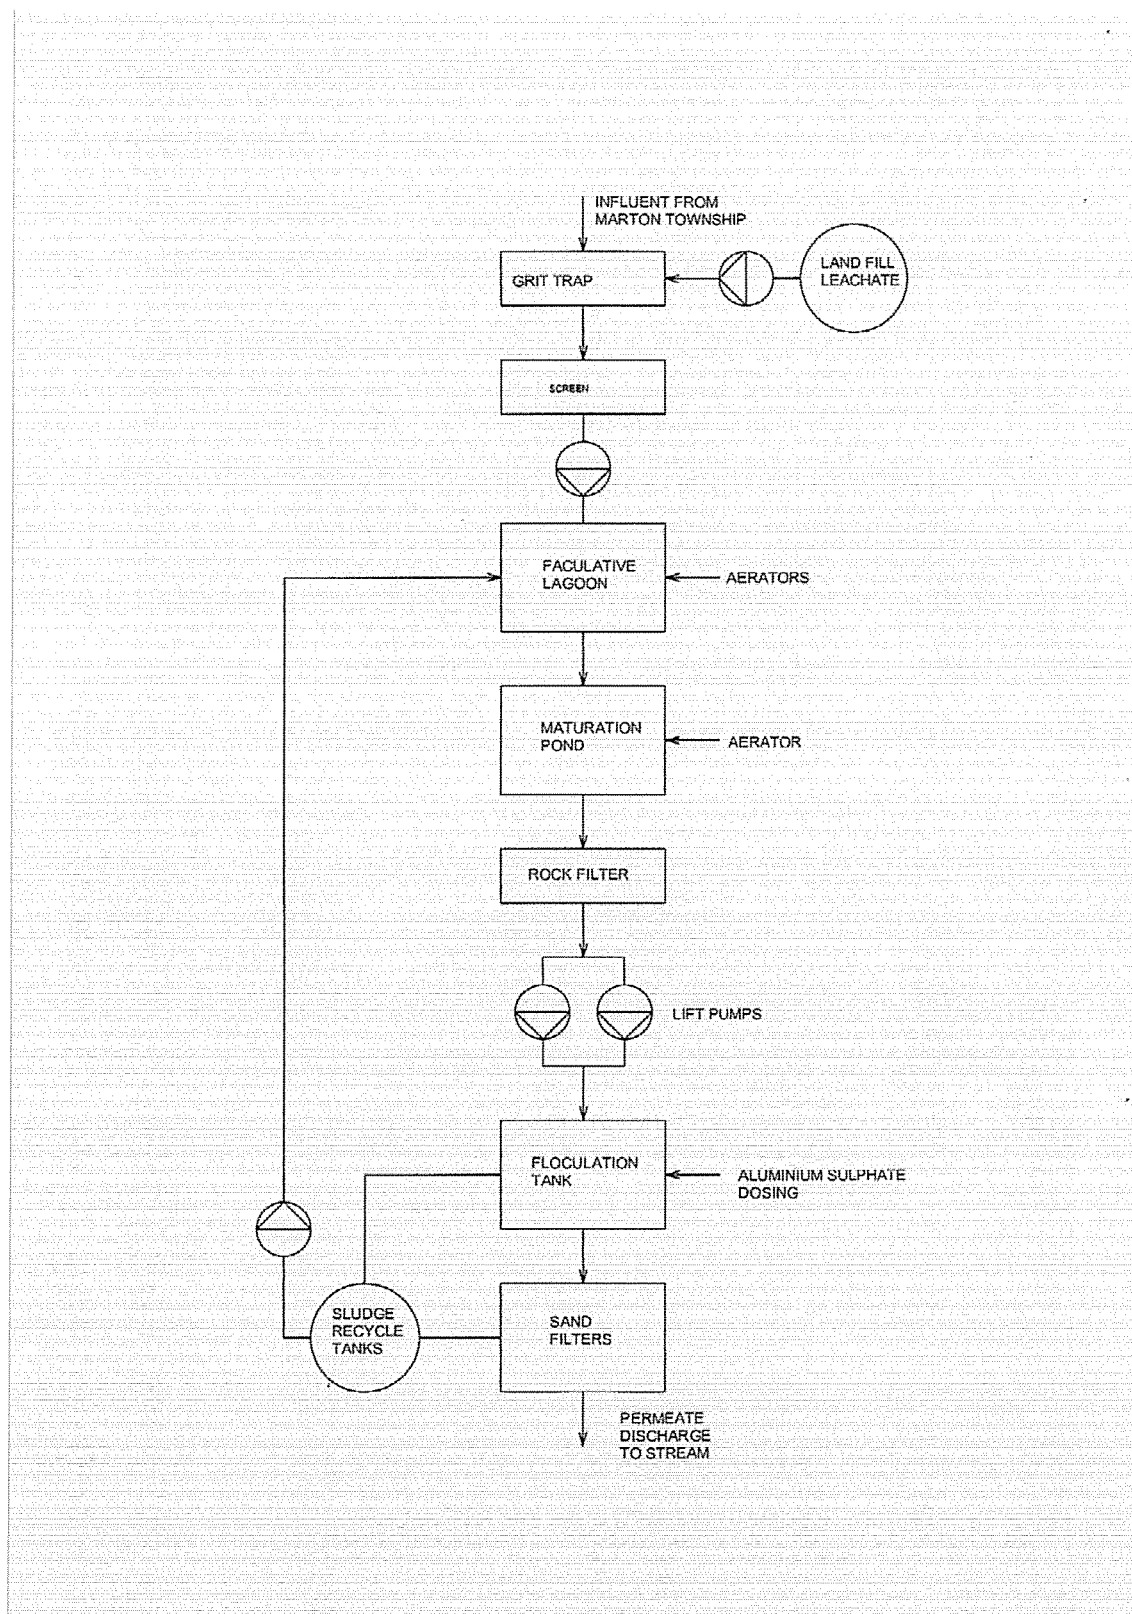 INFLUENT FROM
MARTON TOWNSHIP
GRIT TRAP
LAND FILL
LEACHATE
SCREEN
FACULATIVE
LAGOON
AERATORS
MATURATION
POND
AERATOR
ROCK FILTER
LIFT PUMPS
FLOCULATION
TANK
ALUMINIUM SULPHATE
DOSING
SLUDGE
RECYCLE
TANKS
SAND
FILTERS
PERMEATE
DISCHARGE
TO STREAM